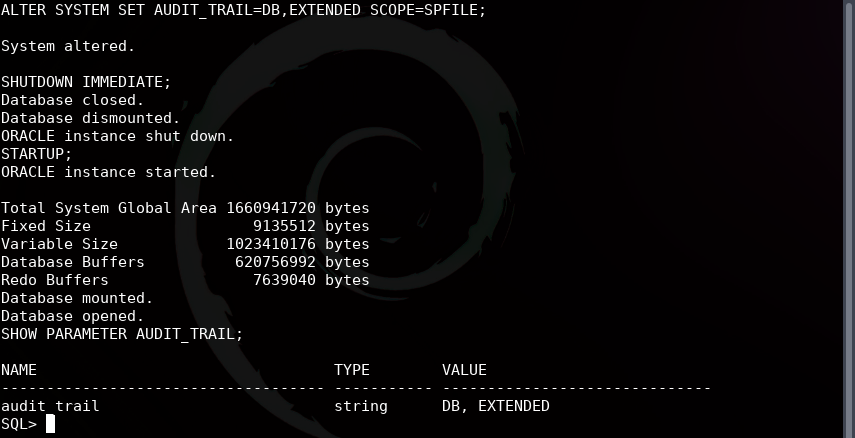 ALTER SYSTEM SET AUDIT_TRAIL=DB,EXTENDED SCOPE=SPFILE;
System altered.
SHUTDOWN IMMEDIATE;
Database closed.
Database dismounted.
ORACLE instance shut down.
STARTUP;
ORACLE instance started.
Total System Global Area 1660941720 bytes
Fixed Size                  9135512 bytes
Variable Size            1023410176 bytes
Database Buffers          620756992 bytes
Redo Buffers                7639040 bytes
Database mounted.
Database opened.
SHOW PARAMETER AUDIT_TRAIL;
NAME                                 TYPE        VALUE
------------------------------------ ----------- ------------------------------
audit_trail                          string      DB, EXTENDED
SQL>